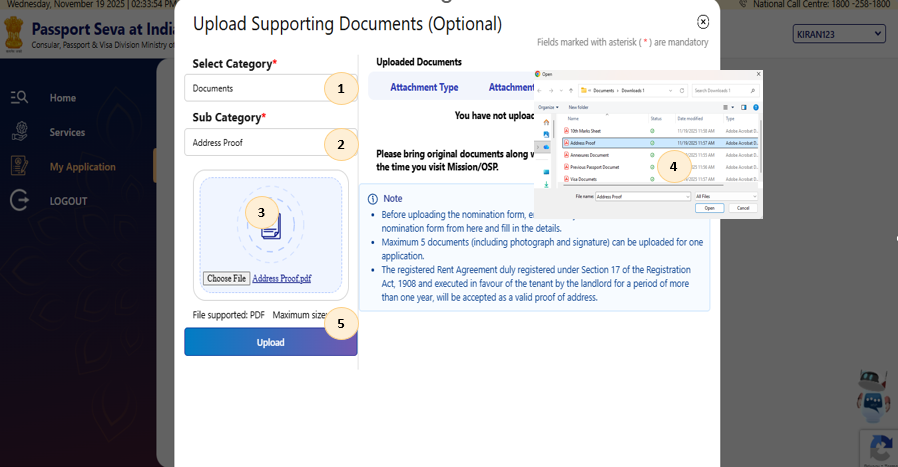 Wednesday, November 19 2025 | 02:33:54 PM
National Call Centre: 1800 -258-1800
Passport Seva at Indi
Consular, Passport & Visa Division Ministry of
KIRAN123
Home
Services
My Application
LOGOUT
Upload Supporting Documents (Optional)
Fields marked with asterisk ( * ) are mandatory
Select Category*
Documents
1
Sub Category*
Address Proof
2
3
Choose File Address Proof.pdf
File supported: PDF Maximum size
5
Upload
Uploaded Documents
Attachment Type Attachment
You have not uploa
Please bring original documents along
the time you visit Mission/OSP.
Note
Before uploading the nomination form,
nomination form from here and fill in the details.
Maximum 5 documents (including photograph and signature) can be uploaded for one
application.
The registered Rent Agreement duly registered under Section 17 of the Registration
Act, 1908 and executed in favour of the tenant by the landlord for a period of more
than one year, will be accepted as a valid proof of address.
Open
Documents > Downloads 1
Search Downloads 1
Organize New folder
Name Status Date modified Type
10th Marks Sheet 11/19/2025 11:58 AM Adobe Acrobat D...
Address Proof 11/19/2025 11:57 AM Adobe Acrobat D...
Annexures Document 11/19/2025 11:55 AM Adobe Acrobat D...
Previous Passport Documet 11:56 AM Adobe Acrobat D...
Visa Documets 11:57 AM Adobe Acrobat D...
4
File name: Address Proof All Files
Open Cancel